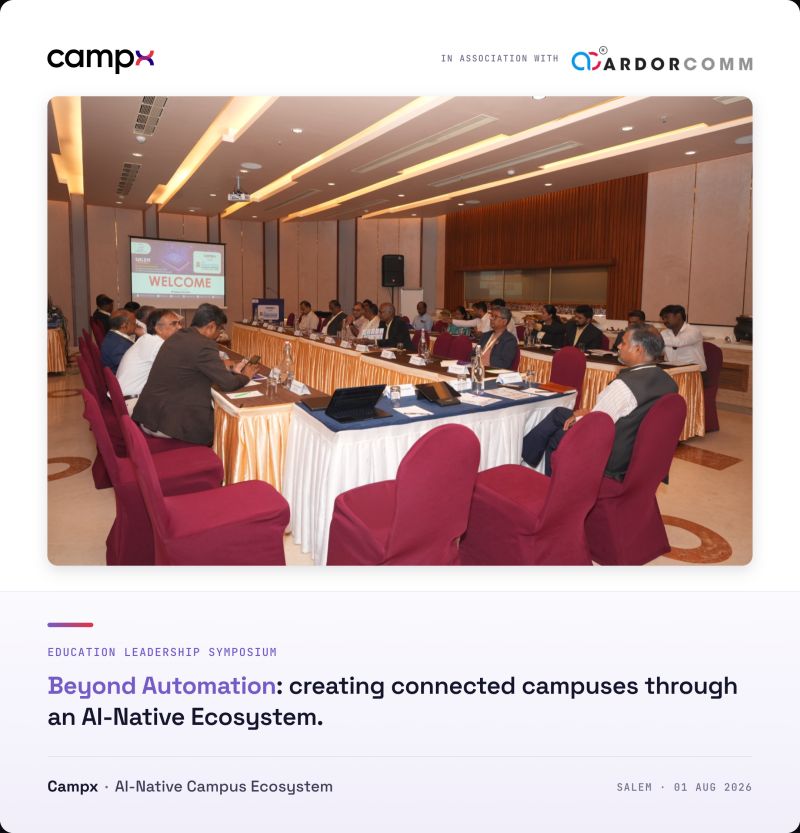 campx
IN ASSOCIATION WITH
ARDORCOMM
®
WELCOME
EDUCATION LEADERSHIP SYMPOSIUM
Beyond Automation: creating connected campuses through
an AI-Native Ecosystem.
Campx · AI-Native Campus Ecosystem
SALEM · 01 AUG 2026